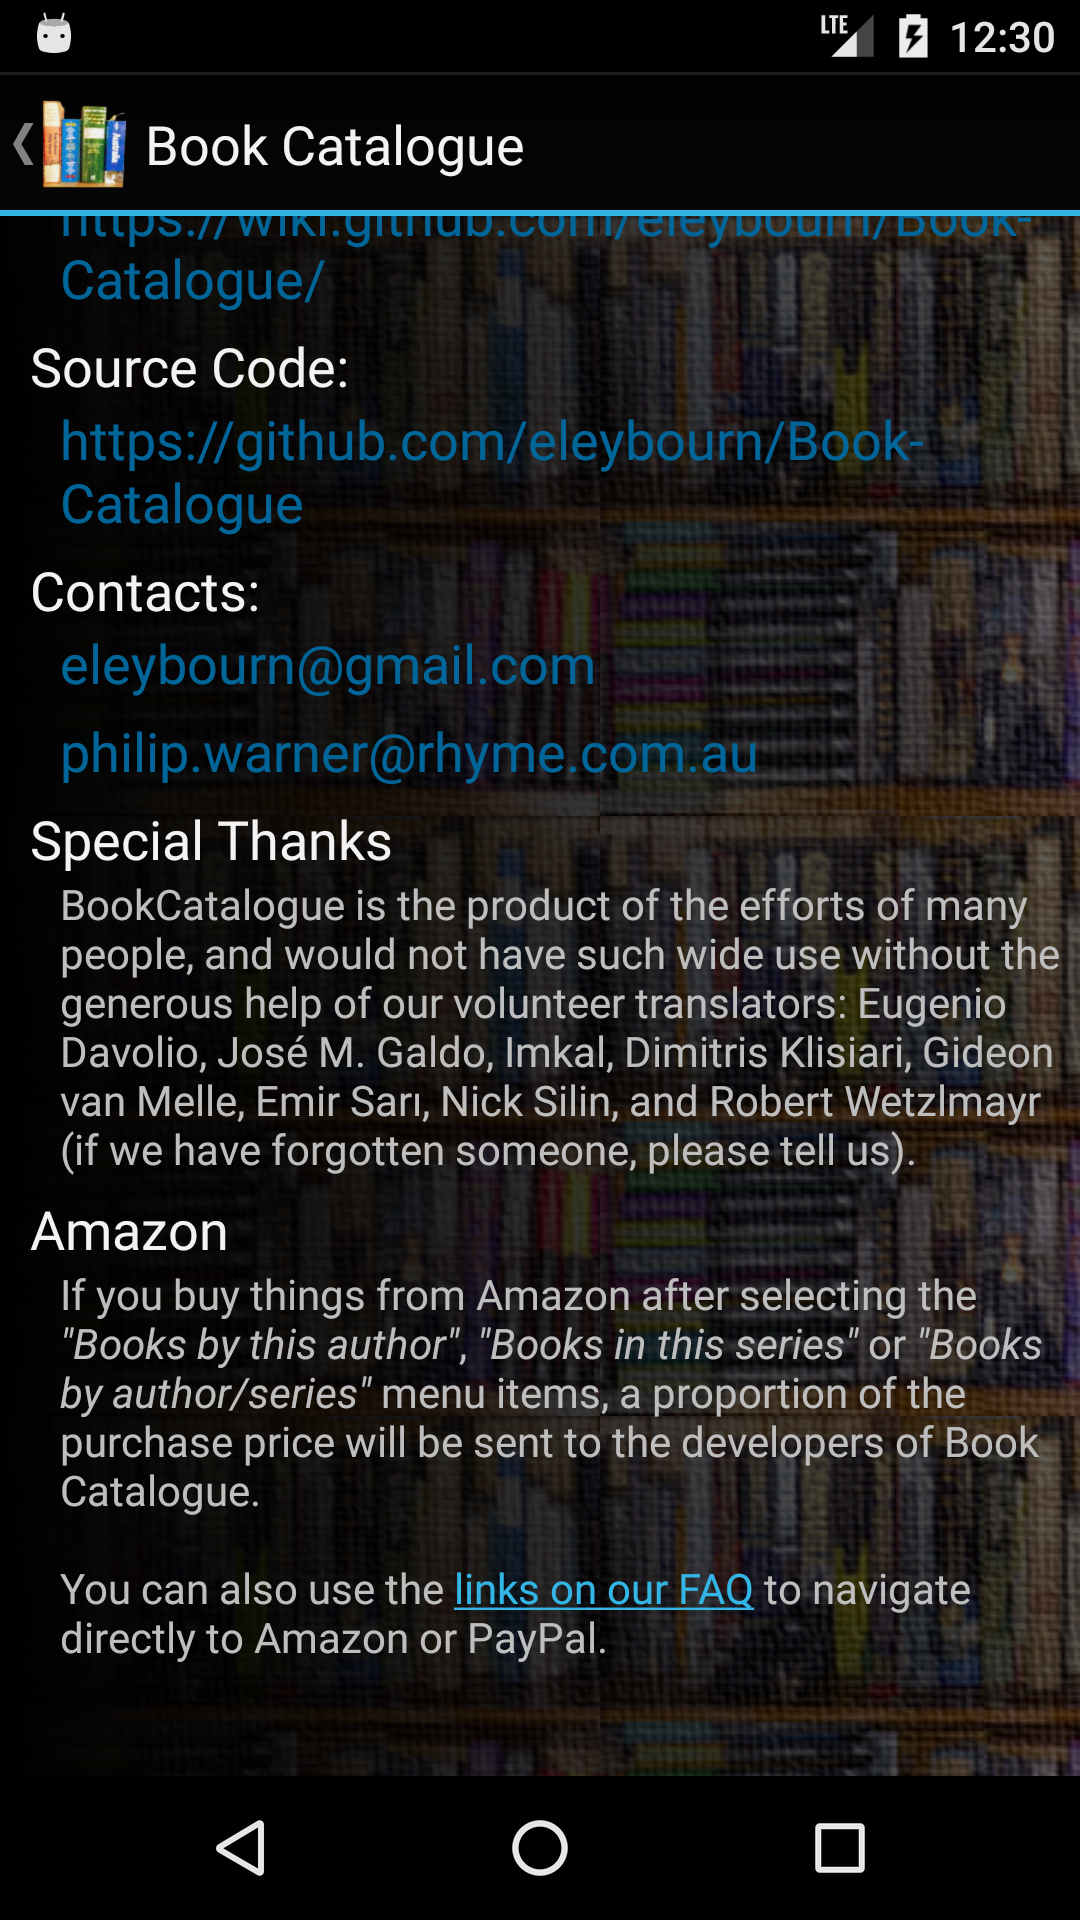 LTE 12:30
Book Catalogue
https://wiki.github.com/eleybourn/Book-
Catalogue/
Source Code:
https://github.com/eleybourn/Book-
Catalogue
Contacts:
eleybourn@gmail.com
philip.warner@rhyme.com.au
Special Thanks
BookCatalogue is the product of the efforts of many
people, and would not have such wide use without the
generous help of our volunteer translators: Eugenio
Davolio, José M. Galdo, Imkal, Dimitris Klisiari, Gideon
van Melle, Emir Sarı, Nick Silin, and Robert Wetzlmayr
(if we have forgotten someone, please tell us).
Amazon
If you buy things from Amazon after selecting the
"Books by this author", "Books in this series" or "Books
by author/series" menu items, a proportion of the
purchase price will be sent to the developers of Book
Catalogue.
You can also use the links on our FAQ to navigate
directly to Amazon or PayPal.